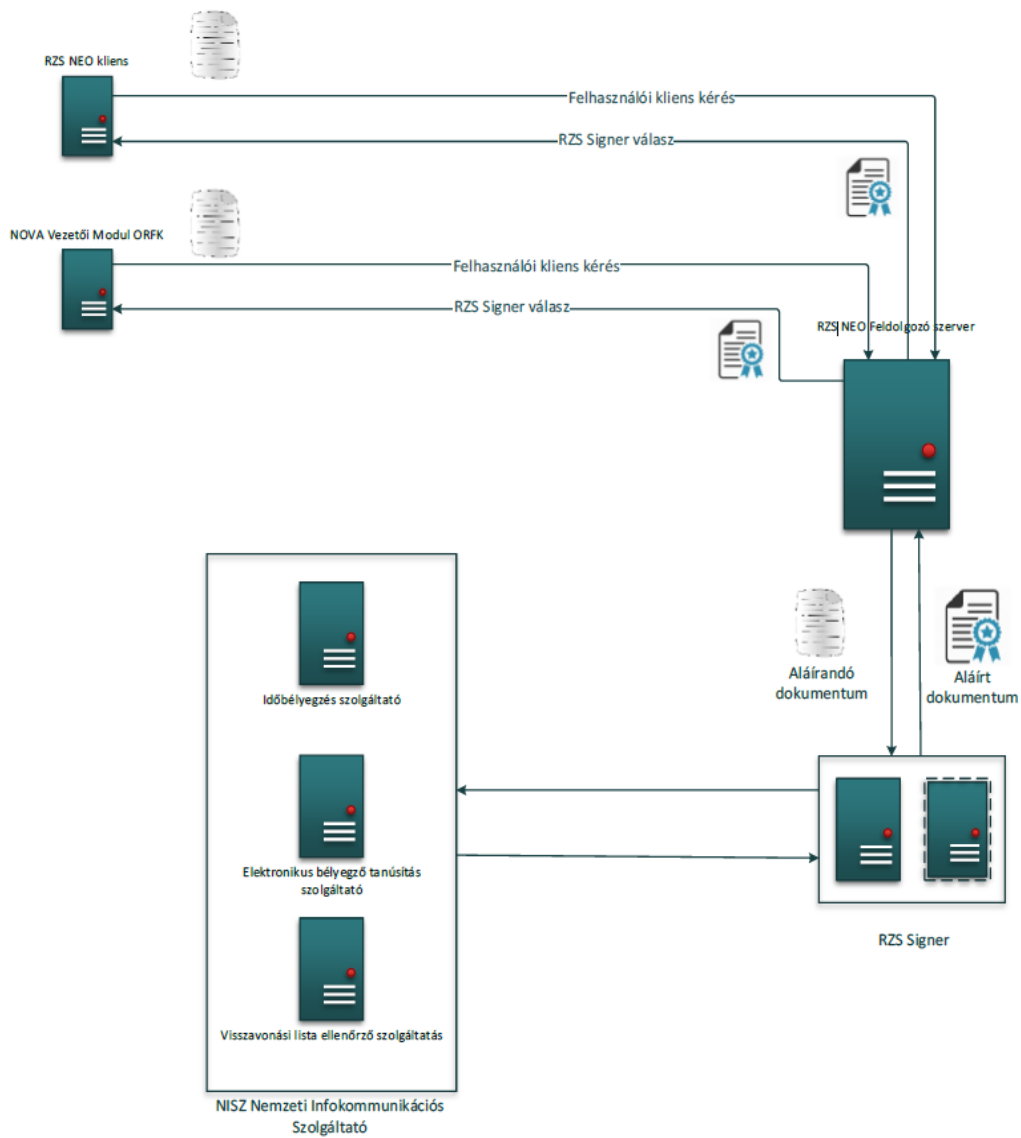 RZS NEO kliens
Felhasználói kliens kérés
RZS Signer válasz
NOVA Vezetői Modul ORFK
Felhasználói kliens kérés
RZS Signer válasz
RZS NEO Feldolgozó szerver
Aláírandó
dokumentum
Aláírt
dokumentum
Időbélyegzés szolgáltató
Elektronikus bélyegző tanúsítás
szolgáltató
Visszavonási lista ellenőrző szolgáltatás
RZS Signer
NISZ Nemzeti Infokommunikációs
Szolgáltató